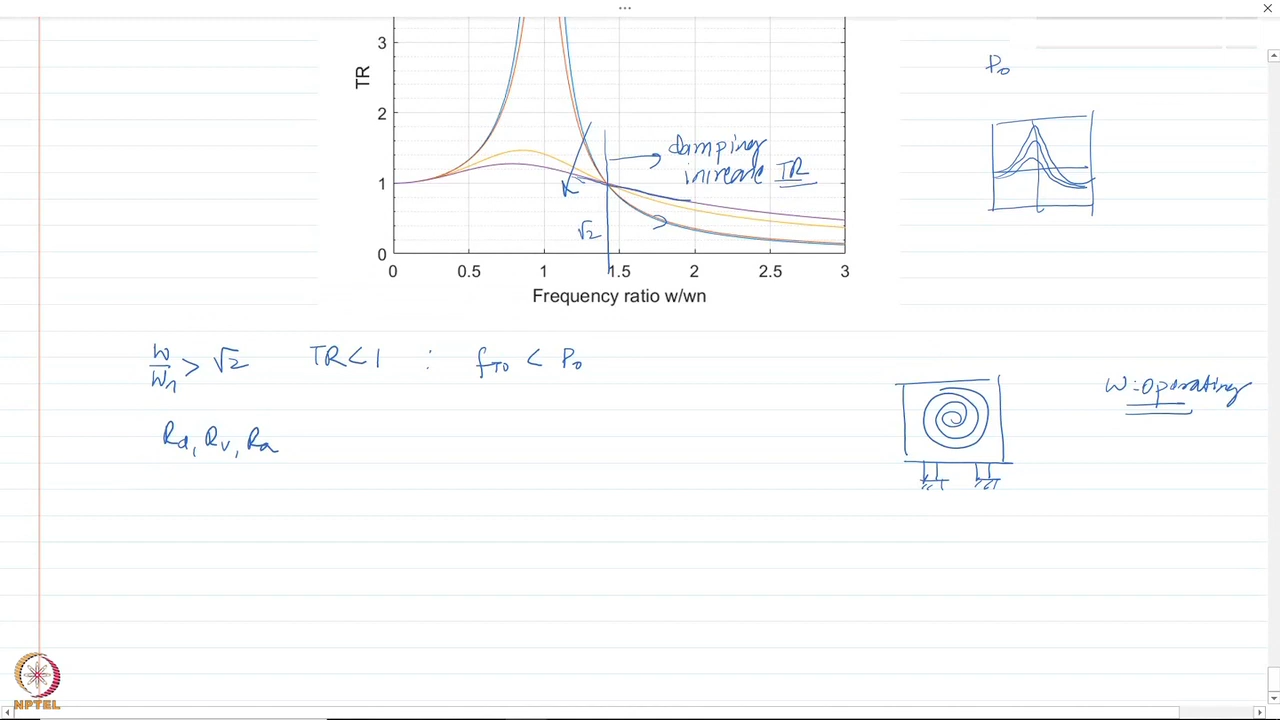 ...
3
P₀
TR
2
damping
increase TR
1
√2
0
0 0.5 1 1.5 2 2.5 3
Frequency ratio w/wn
w/wn > √2 TR < 1 : fT0 < P₀
w : operating
Rd, Rv, Ra
NPTEL